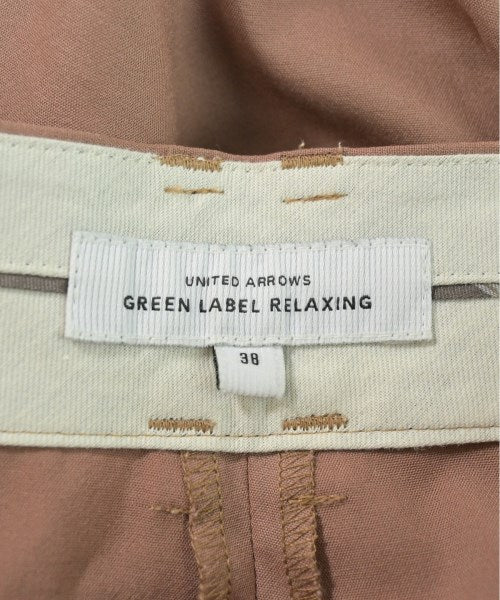 UNITED ARROWS
GREEN LABEL RELAXING
38